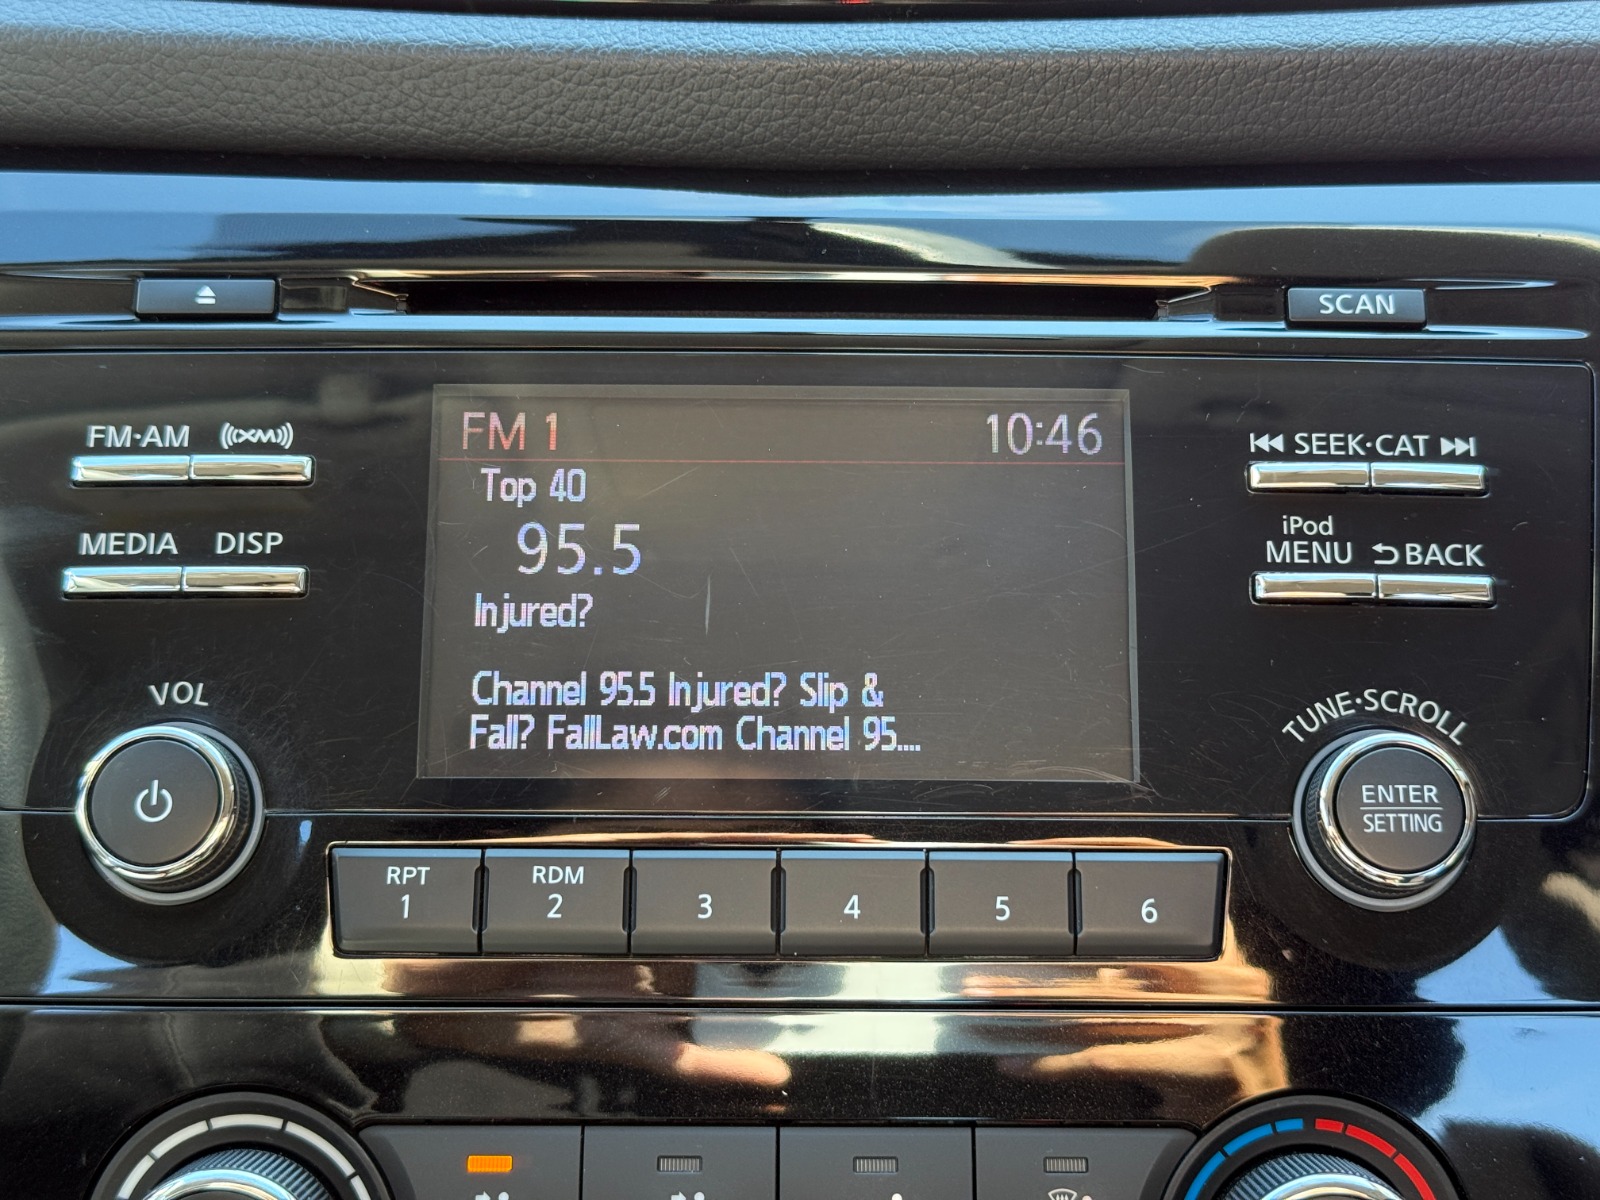 SCAN
FM·AM XM
FM 1 10:46
SEEK·CAT
Top 40
95.5
iPod
MENU BACK
MEDIA DISP
Injured?
Channel 95.5 Injured? Slip &
Fall? FallLaw.com Channel 95....
VOL
TUNE·SCROLL
ENTER
SETTING
RPT RDM
1 2 3 4 5 6